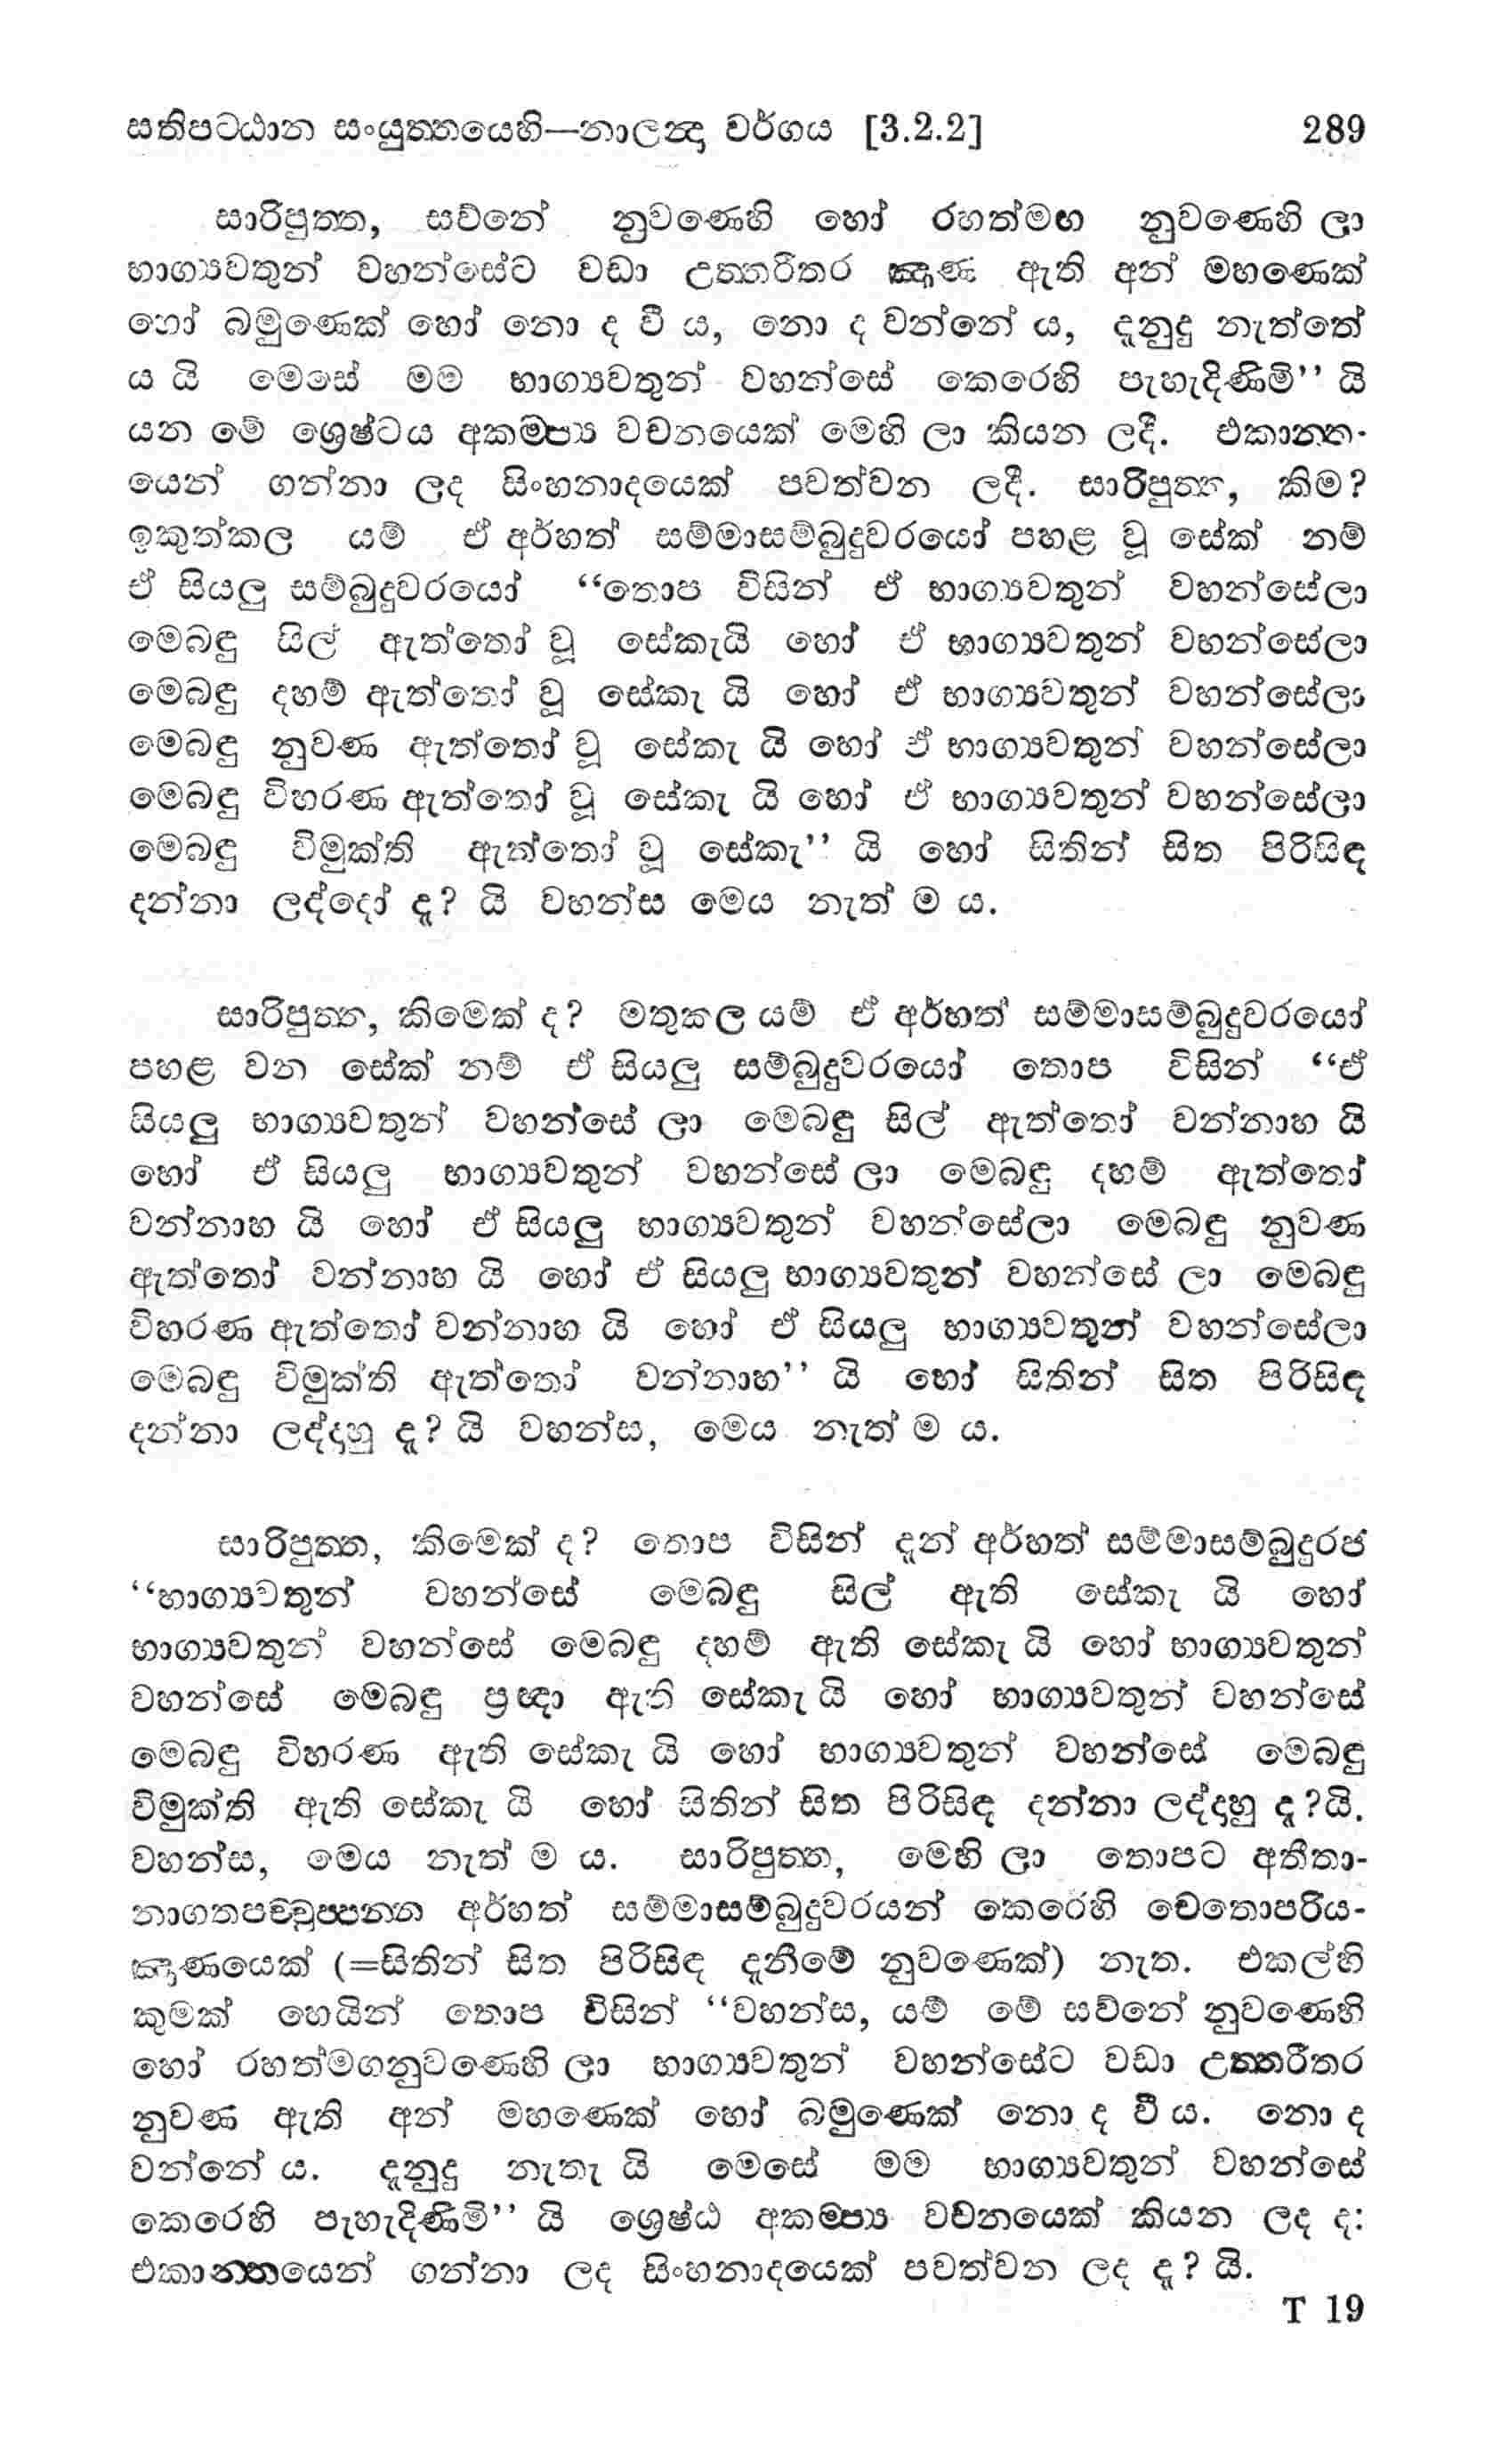 සතිපට්ඨාන සංයුත්තයෙහි—නාලන්‍දා වර්ගය [3.2.2] 289
සාරිපුත්ත, සව්නේ නුවණෙහි හෝ රහත්මඟ නුවණෙහි ලා
භාග්‍යවතුන් වහන්සේට වඩා උත්තරීතර ඤාණ ඇති අන් මහණෙක්
හෝ බමුණෙක් හෝ නො ද වී ය, නො ද වන්නේ ය, දැනුදු නැත්තේ
ය යි මෙසේ මම භාග්‍යවතුන් වහන්සේ කෙරෙහි පැහැදිණිමි’’ යි
යන මේ ශ්‍රෙෂ්ටය අකම්ප්‍ය වචනයෙක් මෙහි ලා කියන ලදී. එකාන්ත-
යෙන් ගන්නා ලද සිංහනාදයෙක් පවත්වන ලදී. සාරිපුත්ත, කිම?
ඉකුත්කල යම් ඒ අර්හත් සම්මාසම්බුදුවරයෝ පහළ වූ සේක් නම්
ඒ සියලු සම්බුදුවරයෝ ‘‘තොප විසින් ඒ භාග්‍යවතුන් වහන්සේලා
මෙබඳු සිල් ඇත්තෝ වූ සේකැයි හෝ ඒ භාග්‍යවතුන් වහන්සේලා
මෙබඳු දහම් ඇත්තෝ වූ සේකැ යි හෝ ඒ භාග්‍යවතුන් වහන්සේලා
මෙබඳු නුවණ ඇත්තෝ වූ සේකැ යි හෝ ඒ භාග්‍යවතුන් වහන්සේලා
මෙබඳු විහරණ ඇත්තෝ වූ සේකැ යි හෝ ඒ භාග්‍යවතුන් වහන්සේලා
මෙබඳු විමුක්ති ඇත්තෝ වූ සේකැ’’ යි හෝ සිතින් සිත පිරිසිඳ
දන්නා ලද්දෝ දැ? යි වහන්ස මෙය නැත් ම ය.
සාරිපුත්ත, කිමෙක් ද? මතුකල යම් ඒ අර්හත් සම්මාසම්බුදුවරයෝ
පහළ වන සේක් නම් ඒ සියලු සම්බුදුවරයෝ තොප විසින් ‘‘ඒ
සියලු භාග්‍යවතුන් වහන්සේ ලා මෙබඳු සිල් ඇත්තෝ වන්නාහ යි
හෝ ඒ සියලු භාග්‍යවතුන් වහන්සේ ලා මෙබඳු දහම් ඇත්තෝ
වන්නාහ යි හෝ ඒ සියලු භාග්‍යවතුන් වහන්සේලා මෙබඳු නුවණ
ඇත්තෝ වන්නාහ යි හෝ ඒ සියලු භාග්‍යවතුන් වහන්සේ ලා මෙබඳු
විහරණ ඇත්තෝ වන්නාහ යි හෝ ඒ සියලු භාග්‍යවතුන් වහන්සේලා
මෙබඳු විමුක්ති ඇත්තෝ වන්නාහ’’ යි හෝ සිතින් සිත පිරිසිඳ
දන්නා ලද්දාහු දැ? යි වහන්ස, මෙය නැත් ම ය.
සාරිපුත්ත, කිමෙක් ද? තොප විසින් දැන් අර්හත් සම්මාසම්බුදුරජ
‘‘භාග්‍යවතුන් වහන්සේ මෙබඳු සිල් ඇති සේකැ යි හෝ
භාග්‍යවතුන් වහන්සේ මෙබඳු දහම් ඇති සේකැ යි හෝ භාග්‍යවතුන්
වහන්සේ මෙබඳු ප්‍රඥා ඇති සේකැ යි හෝ භාග්‍යවතුන් වහන්සේ
මෙබඳු විහරණ ඇති සේකැ යි හෝ භාග්‍යවතුන් වහන්සේ මෙබඳු
විමුක්ති ඇති සේකැ යි හෝ සිතින් සිත පිරිසිඳ දන්නා ලද්දාහු දැ?යි.
වහන්ස, මෙය නැත් ම ය. සාරිපුත්ත, මෙහි ලා තොපට අතීතා-
නාගතපච්චුප්පන්න අර්හත් සම්මාසම්බුදුවරයන් කෙරෙහි චෙතොපරිය-
ඤාණයෙක් (=සිතින් සිත පිරිසිඳ දැනීමේ නුවණෙක්) නැත. එකල්හි
කුමක් හෙයින් තොප විසින් ‘‘වහන්ස, යම් මේ සව්නේ නුවණෙහි
හෝ රහත්මගනුවණෙහි ලා භාග්‍යවතුන් වහන්සේට වඩා උත්තරීතර
නුවණ ඇති අන් මහණෙක් හෝ බමුණෙක් නො ද වී ය. නො ද
වන්නේ ය. දැනුදු නැතැ යි මෙසේ මම භාග්‍යවතුන් වහන්සේ
කෙරෙහි පැහැදිණිමි’’ යි ශ්‍රෙෂ්ඨ අකම්ප්‍ය වචනයෙක් කියන ලද ද:
එකාන්තයෙන් ගන්නා ලද සිංහනාදයෙක් පවත්වන ලද දැ? යි.
T 19